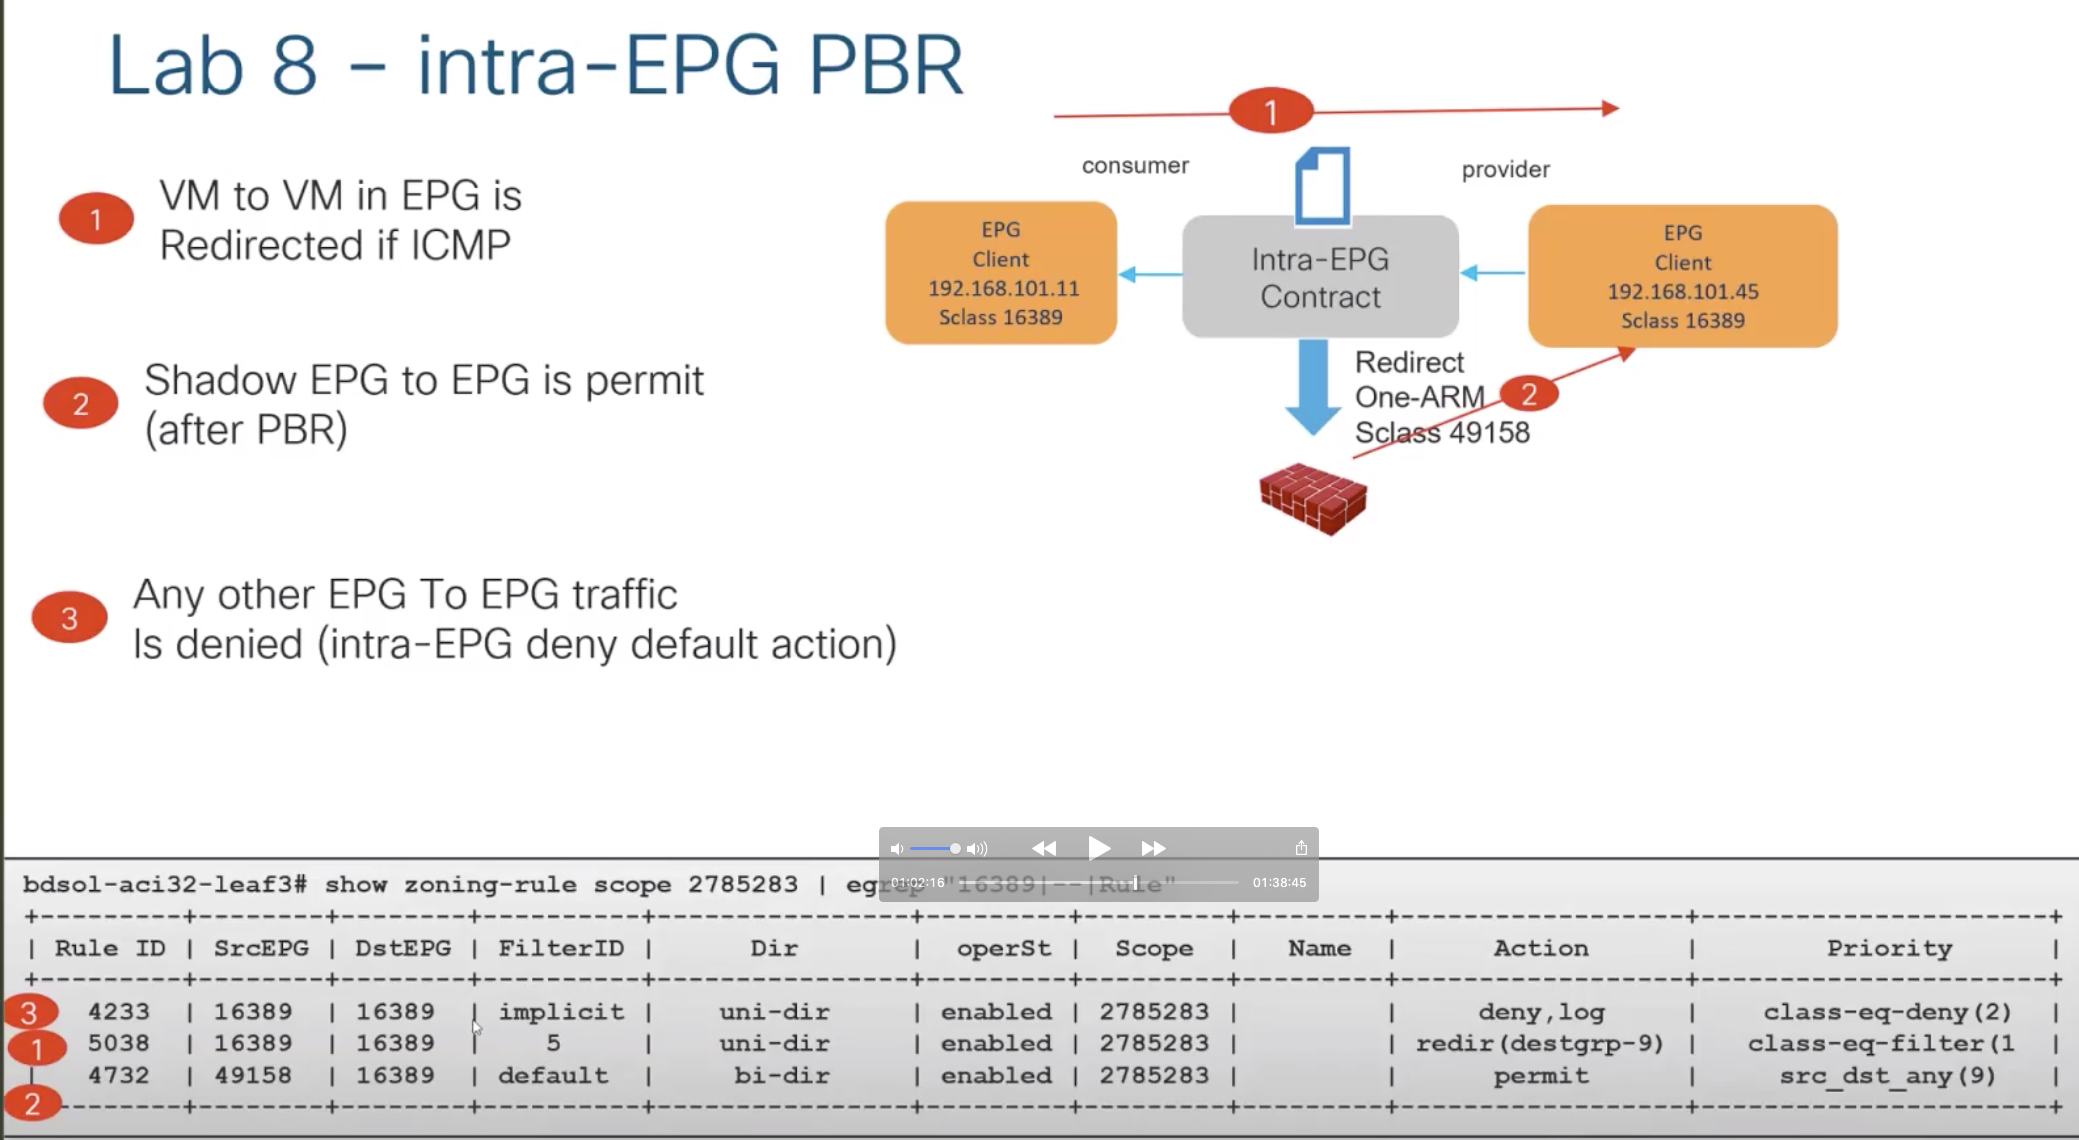 Lab 8 – intra-EPG PBR
1
VM to VM in EPG is
Redirected if ICMP
2
Shadow EPG to EPG is permit
(after PBR)
3
Any other EPG To EPG traffic
Is denied (intra-EPG deny default action)
1
consumer
provider
EPG
Client
192.168.101.11
Sclass 16389
Intra-EPG
Contract
EPG
Client
192.168.101.45
Sclass 16389
Redirect
One-ARM
Sclass 49158
2
01:02:16
01:38:45
bdsol-aci32-leaf3# show zoning-rule scope 2785283 | egrep "16389|--|Rule"
+---------+--------+--------+----------+----------------+---------+---------+---------+------------------+----------------------+
| Rule ID | SrcEPG | DstEPG | FilterID | Dir | operSt | Scope | Name | Action | Priority |
+---------+--------+--------+----------+----------------+---------+---------+---------+------------------+----------------------+
3 4233 | 16389 | 16389 | implicit | uni-dir | enabled | 2785283 | | deny,log | class-eq-deny(2) |
1 5038 | 16389 | 16389 | 5 | uni-dir | enabled | 2785283 | | redir(destgrp-9) | class-eq-filter(1 |
| 4732 | 49158 | 16389 | default | bi-dir | enabled | 2785283 | | permit | src_dst_any(9) |
2 --------+--------+--------+----------+----------------+---------+---------+---------+------------------+----------------------+